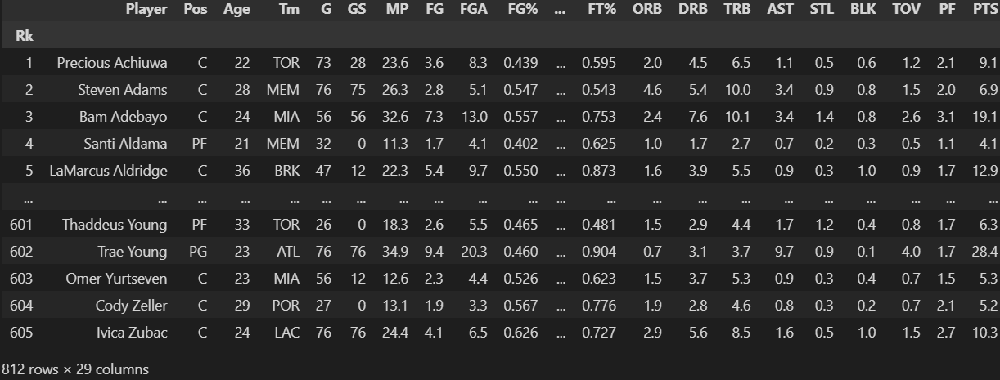 Player Pos Age Tm G GS MP FG FGA FG% ... FT% ORB DRB TRB AST STL BLK TOV PF PTS
Rk
1 Precious Achiuwa C 22 TOR 73 28 23.6 3.6 8.3 0.439 ... 0.595 2.0 4.5 6.5 1.1 0.5 0.6 1.2 2.1 9.1
2 Steven Adams C 28 MEM 76 75 26.3 2.8 5.1 0.547 ... 0.543 4.6 5.4 10.0 3.4 0.9 0.8 1.5 2.0 6.9
3 Bam Adebayo C 24 MIA 56 56 32.6 7.3 13.0 0.557 ... 0.753 2.4 7.6 10.1 3.4 1.4 0.8 2.6 3.1 19.1
4 Santi Aldama PF 21 MEM 32 0 11.3 1.7 4.1 0.402 ... 0.625 1.0 1.7 2.7 0.7 0.2 0.3 0.5 1.1 4.1
5 LaMarcus Aldridge C 36 BRK 47 12 22.3 5.4 9.7 0.550 ... 0.873 1.6 3.9 5.5 0.9 0.3 1.0 0.9 1.7 12.9
... ... ... ... ... ... ... ... ... ... ... ... ... ... ... ... ... ... ... ... ... ...
601 Thaddeus Young PF 33 TOR 26 0 18.3 2.6 5.5 0.465 ... 0.481 1.5 2.9 4.4 1.7 1.2 0.4 0.8 1.7 6.3
602 Trae Young PG 23 ATL 76 76 34.9 9.4 20.3 0.460 ... 0.904 0.7 3.1 3.7 9.7 0.9 0.1 4.0 1.7 28.4
603 Omer Yurtseven C 23 MIA 56 12 12.6 2.3 4.4 0.526 ... 0.623 1.5 3.7 5.3 0.9 0.3 0.4 0.7 1.5 5.3
604 Cody Zeller C 29 POR 27 0 13.1 1.9 3.3 0.567 ... 0.776 1.9 2.8 4.6 0.8 0.3 0.2 0.7 2.1 5.2
605 Ivica Zubac C 24 LAC 76 76 24.4 4.1 6.5 0.626 ... 0.727 2.9 5.6 8.5 1.6 0.5 1.0 1.5 2.7 10.3
812 rows × 29 columns